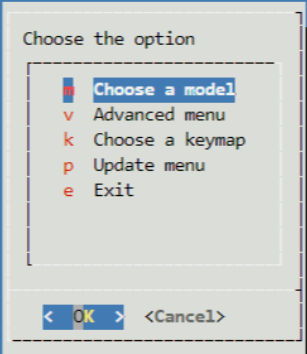 Choose the option
m Choose a model
v Advanced menu
k Choose a keymap
p Update menu
e Exit
< OK > <Cancel>